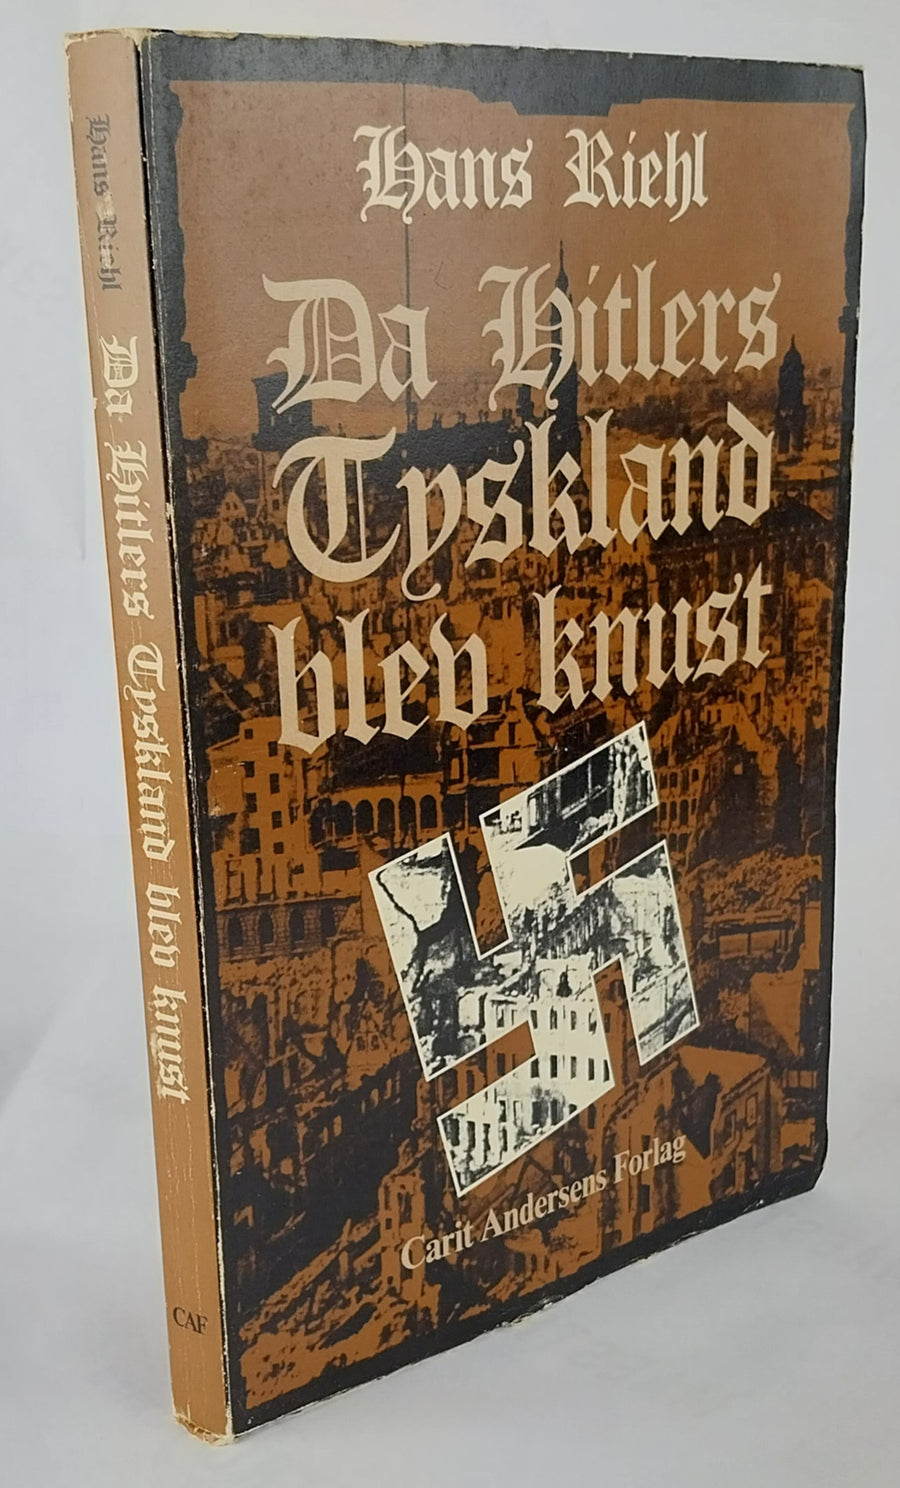 Hans Riehl
Da Hitlers
Tyskland
blev knust
Carit Andersens Forlag
Hans Riehl Da Hitlers Tyskland blev knust CAF